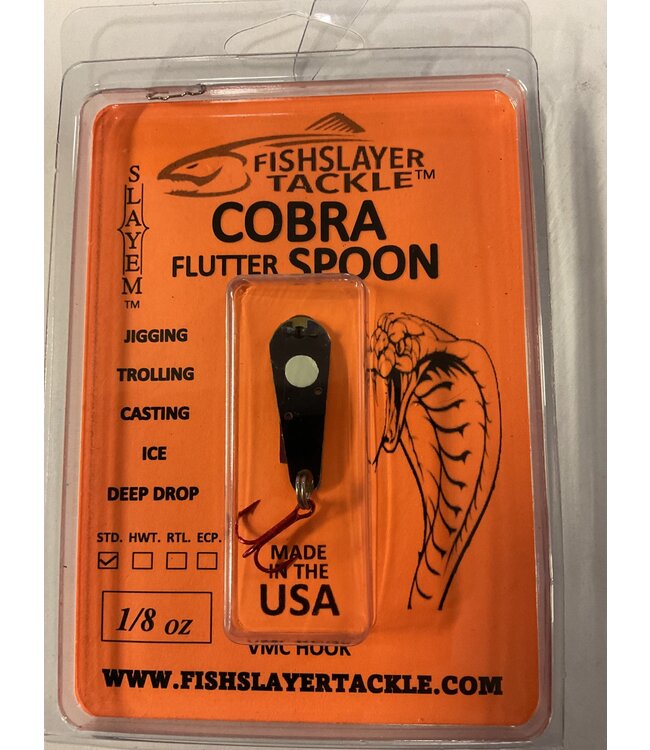 FISHSLAYER
TACKLE™
SLAYEM™
COBRA
FLUTTER SPOON
JIGGING
TROLLING
CASTING
ICE
DEEP DROP
STD. HWT. RTL. ECP.
1/8 oz
MADE
IN THE
USA
VMC HOOK
WWW.FISHSLAYERTACKLE.COM